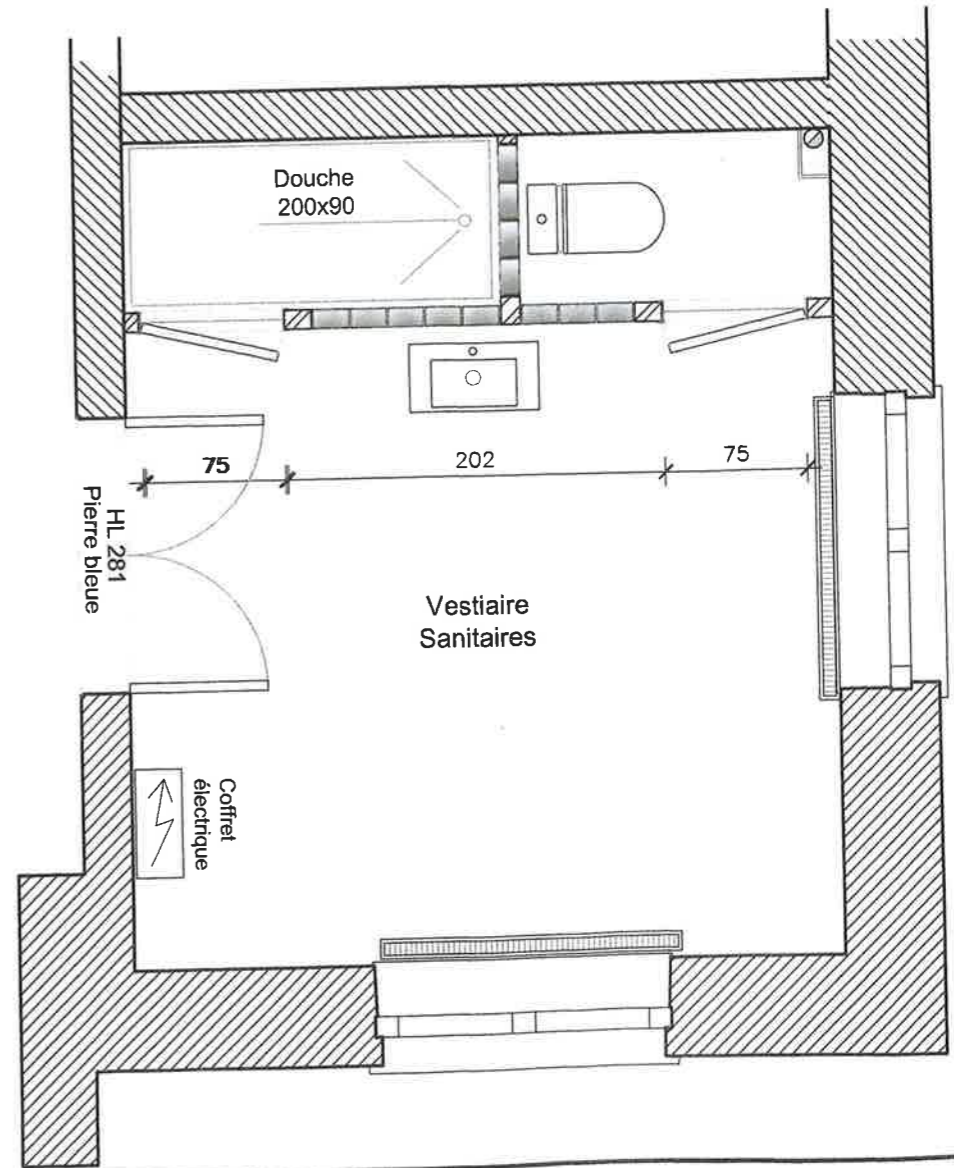 Douche
200x90
75
202
75
HL 281
Pierre bleue
Vestiaire
Sanitaires
Coffret
électrique